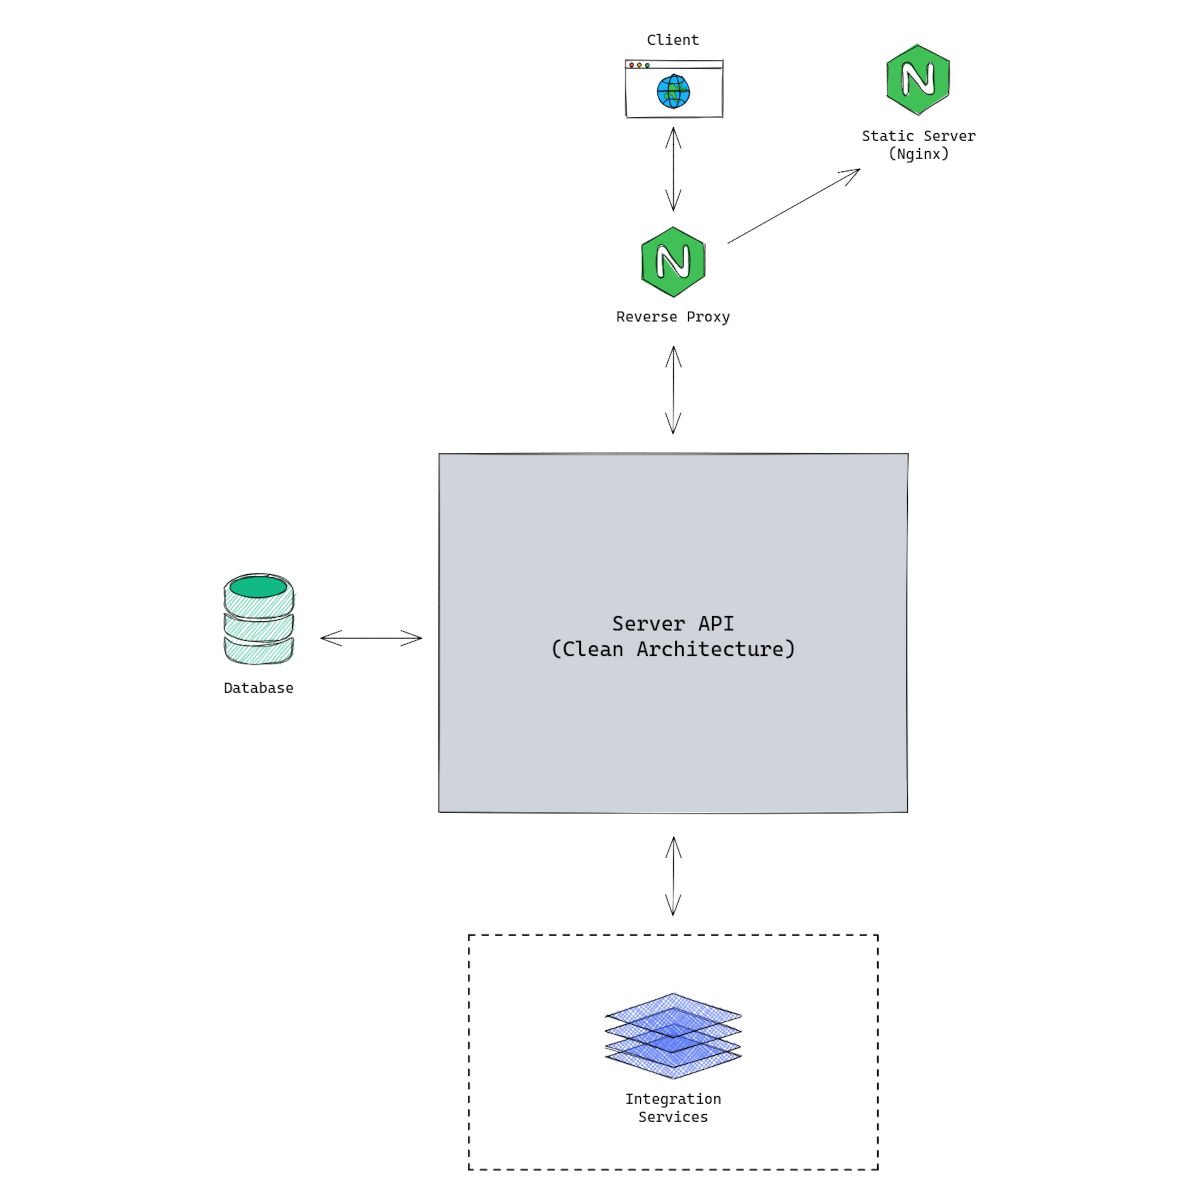 Client
Static Server
(Nginx)
Reverse Proxy
Server API
(Clean Architecture)
Database
Integration
Services